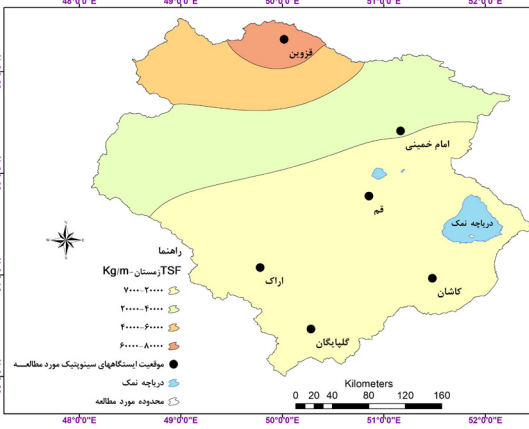 48°0'0"E 49°0'0"E 50°0'0"E 51°0'0"E 52°0'0"E
قزوین
امام خمینی
قم
دریاچه نمک
اراک
کاشان
گلپایگان
راهنما
TSFزمستان-Kg/m
۷۰۰۰-۲۰۰۰۰
۲۰۰۰۰-۴۰۰۰۰
۴۰۰۰۰-۶۰۰۰۰
۶۰۰۰۰-۸۰۰۰۰
موقعیت ایستگاههای سینوپتیک مورد مطالعــه
دریاچه نمک
محدوده مورد مطالعه
Kilometers
0 20 40 80 120 160
48°0'0"E 49°0'0"E 50°0'0"E 51°0'0"E 52°0'0"E